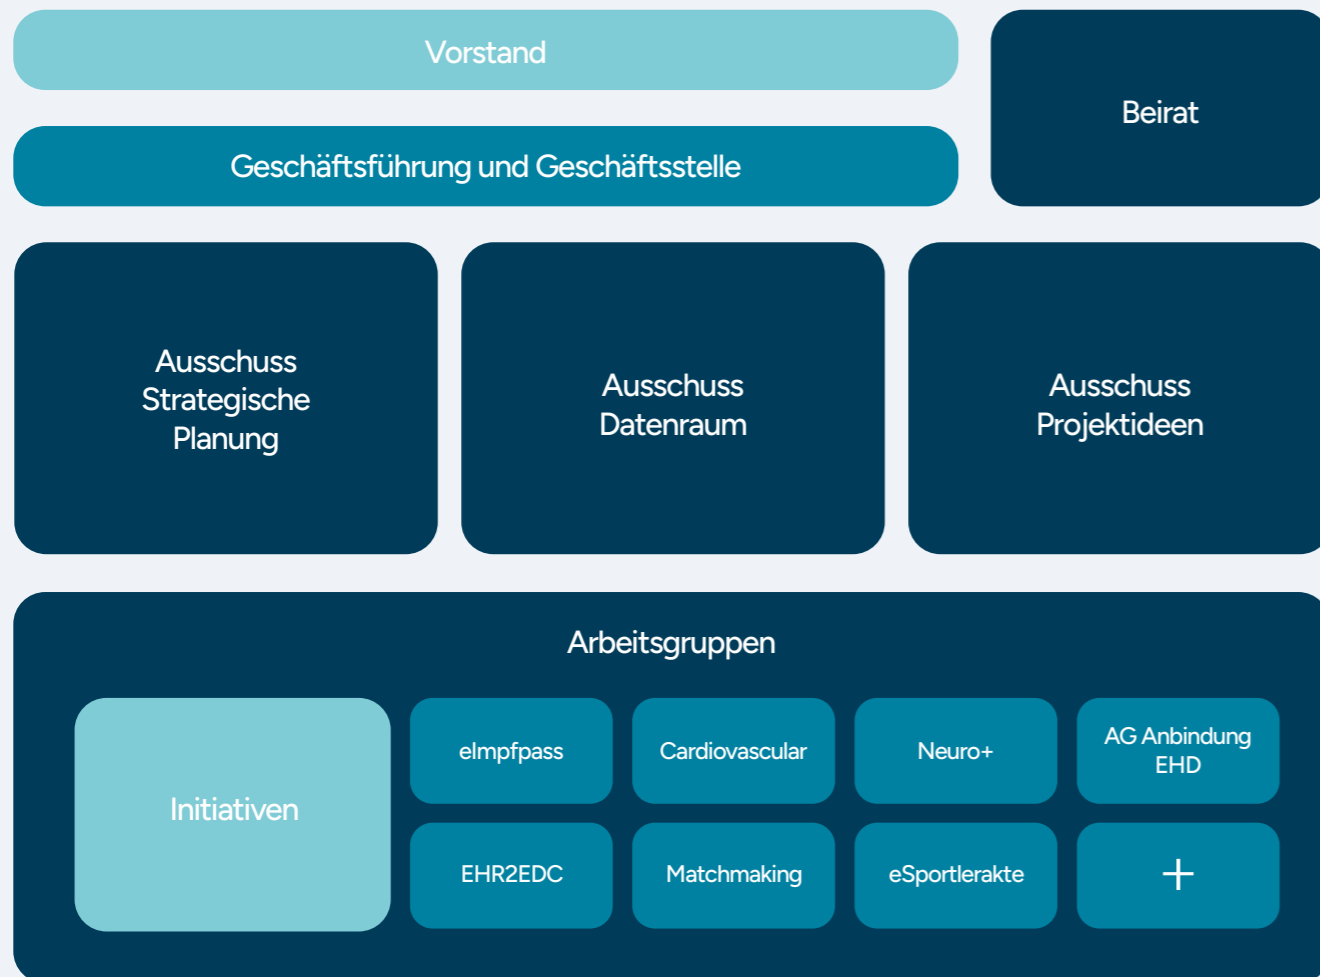 Vorstand
Beirat
Geschäftsführung und Geschäftsstelle
Ausschuss
Strategische
Planung
Ausschuss
Datenraum
Ausschuss
Projektideen
Arbeitsgruppen
Initiativen
eImpfpass
Cardiovascular
Neuro+
AG Anbindung
EHD
EHR2EDC
Matchmaking
eSportlerakte
+